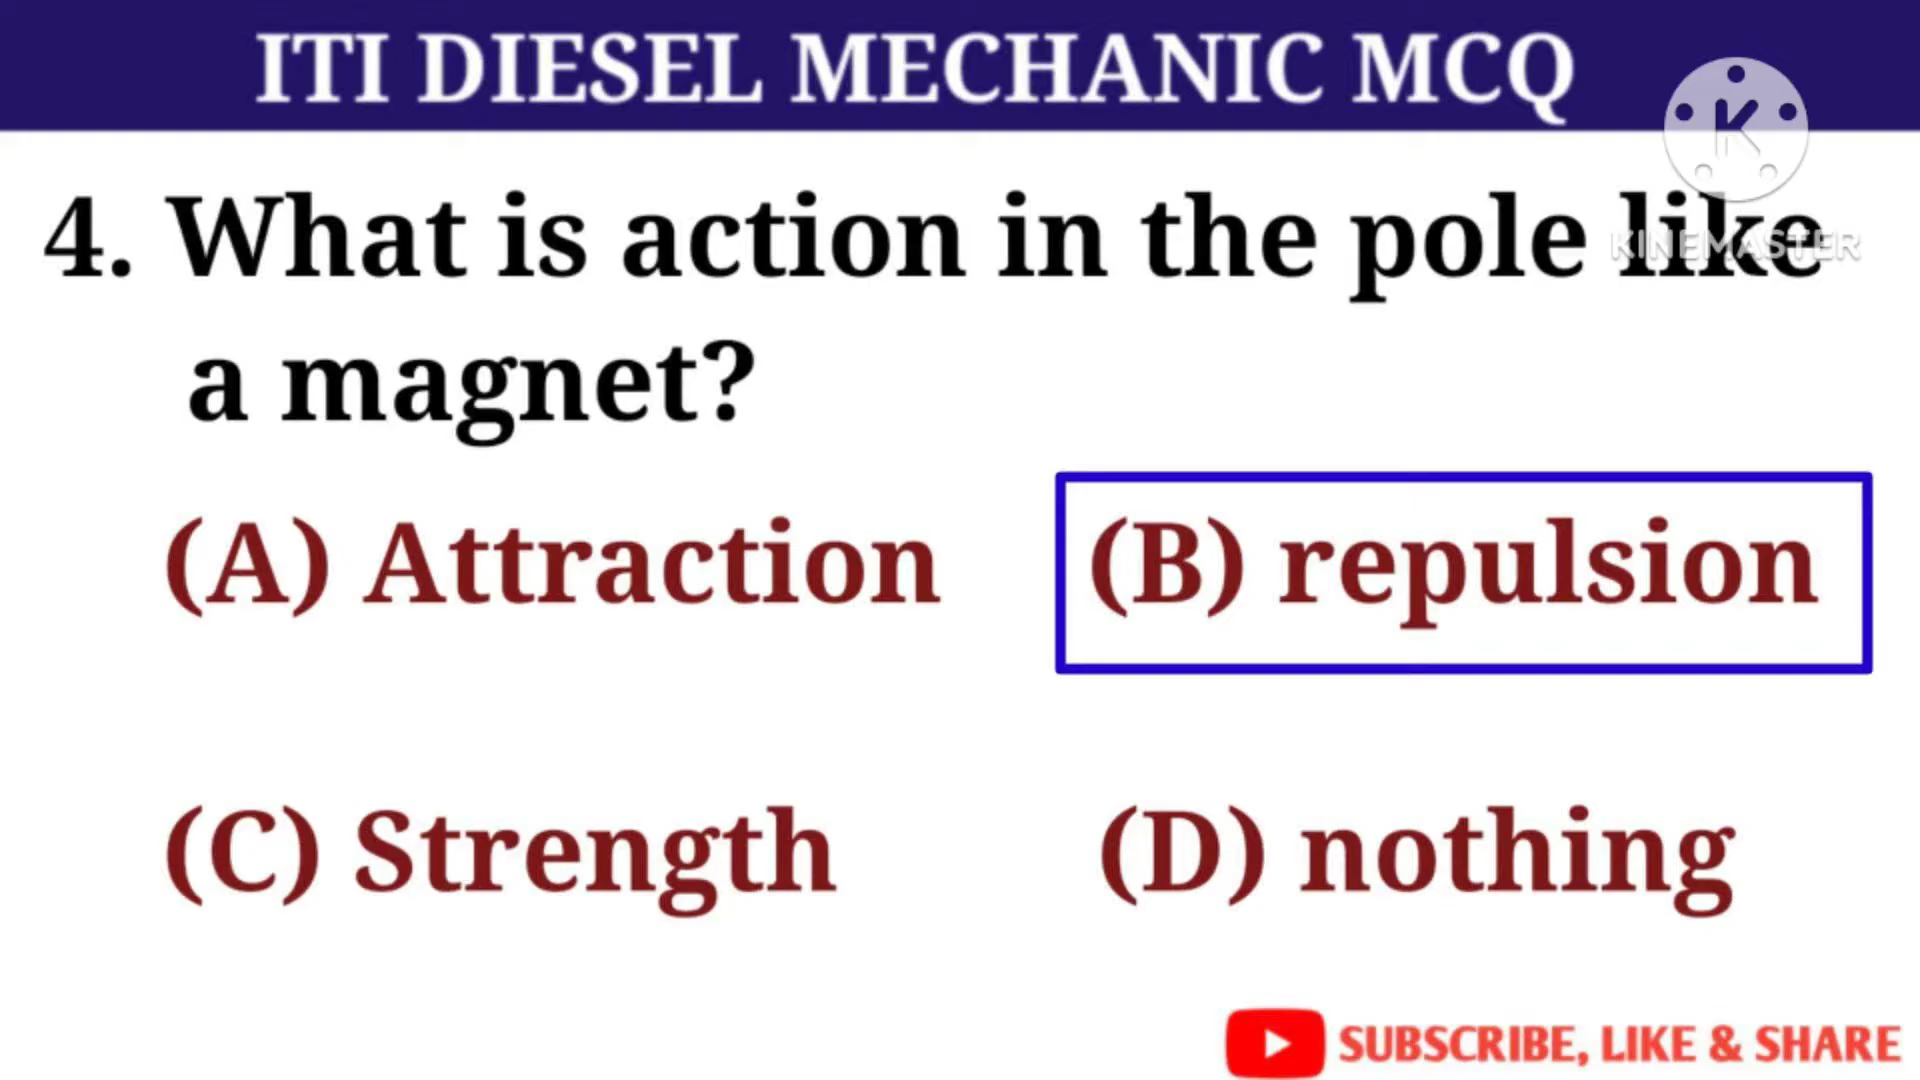 ITI DIESEL MECHANIC MCQ
4. What is action in the pole like
KINEMASTER
a magnet?
(A) Attraction
(B) repulsion
(C) Strength
(D) nothing
SUBSCRIBE, LIKE & SHARE